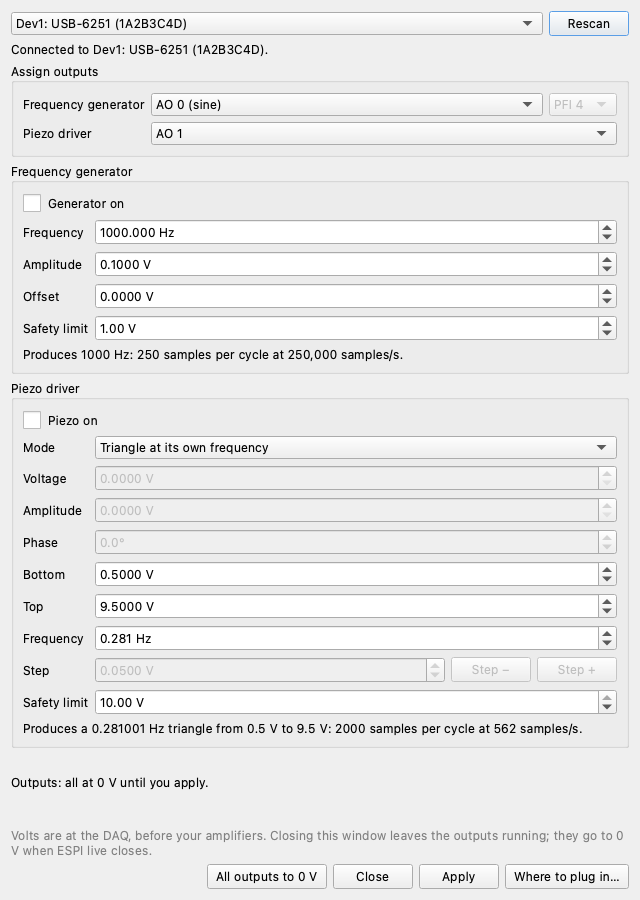 Dev1: USB-6251 (1A2B3C4D)
Rescan
Connected to Dev1: USB-6251 (1A2B3C4D).
Assign outputs
Frequency generator AO 0 (sine) PFI 4
Piezo driver AO 1
Frequency generator
Generator on
Frequency 1000.000 Hz
Amplitude 0.1000 V
Offset 0.0000 V
Safety limit 1.00 V
Produces 1000 Hz: 250 samples per cycle at 250,000 samples/s.
Piezo driver
Piezo on
Mode Triangle at its own frequency
Voltage 0.0000 V
Amplitude 0.0000 V
Phase 0.0°
Bottom 0.5000 V
Top 9.5000 V
Frequency 0.281 Hz
Step 0.0500 V Step – Step +
Safety limit 10.00 V
Produces a 0.281001 Hz triangle from 0.5 V to 9.5 V: 2000 samples per cycle at 562 samples/s.
Outputs: all at 0 V until you apply.
Volts are at the DAQ, before your amplifiers. Closing this window leaves the outputs running; they go to 0
V when ESPI live closes.
All outputs to 0 V Close Apply Where to plug in...